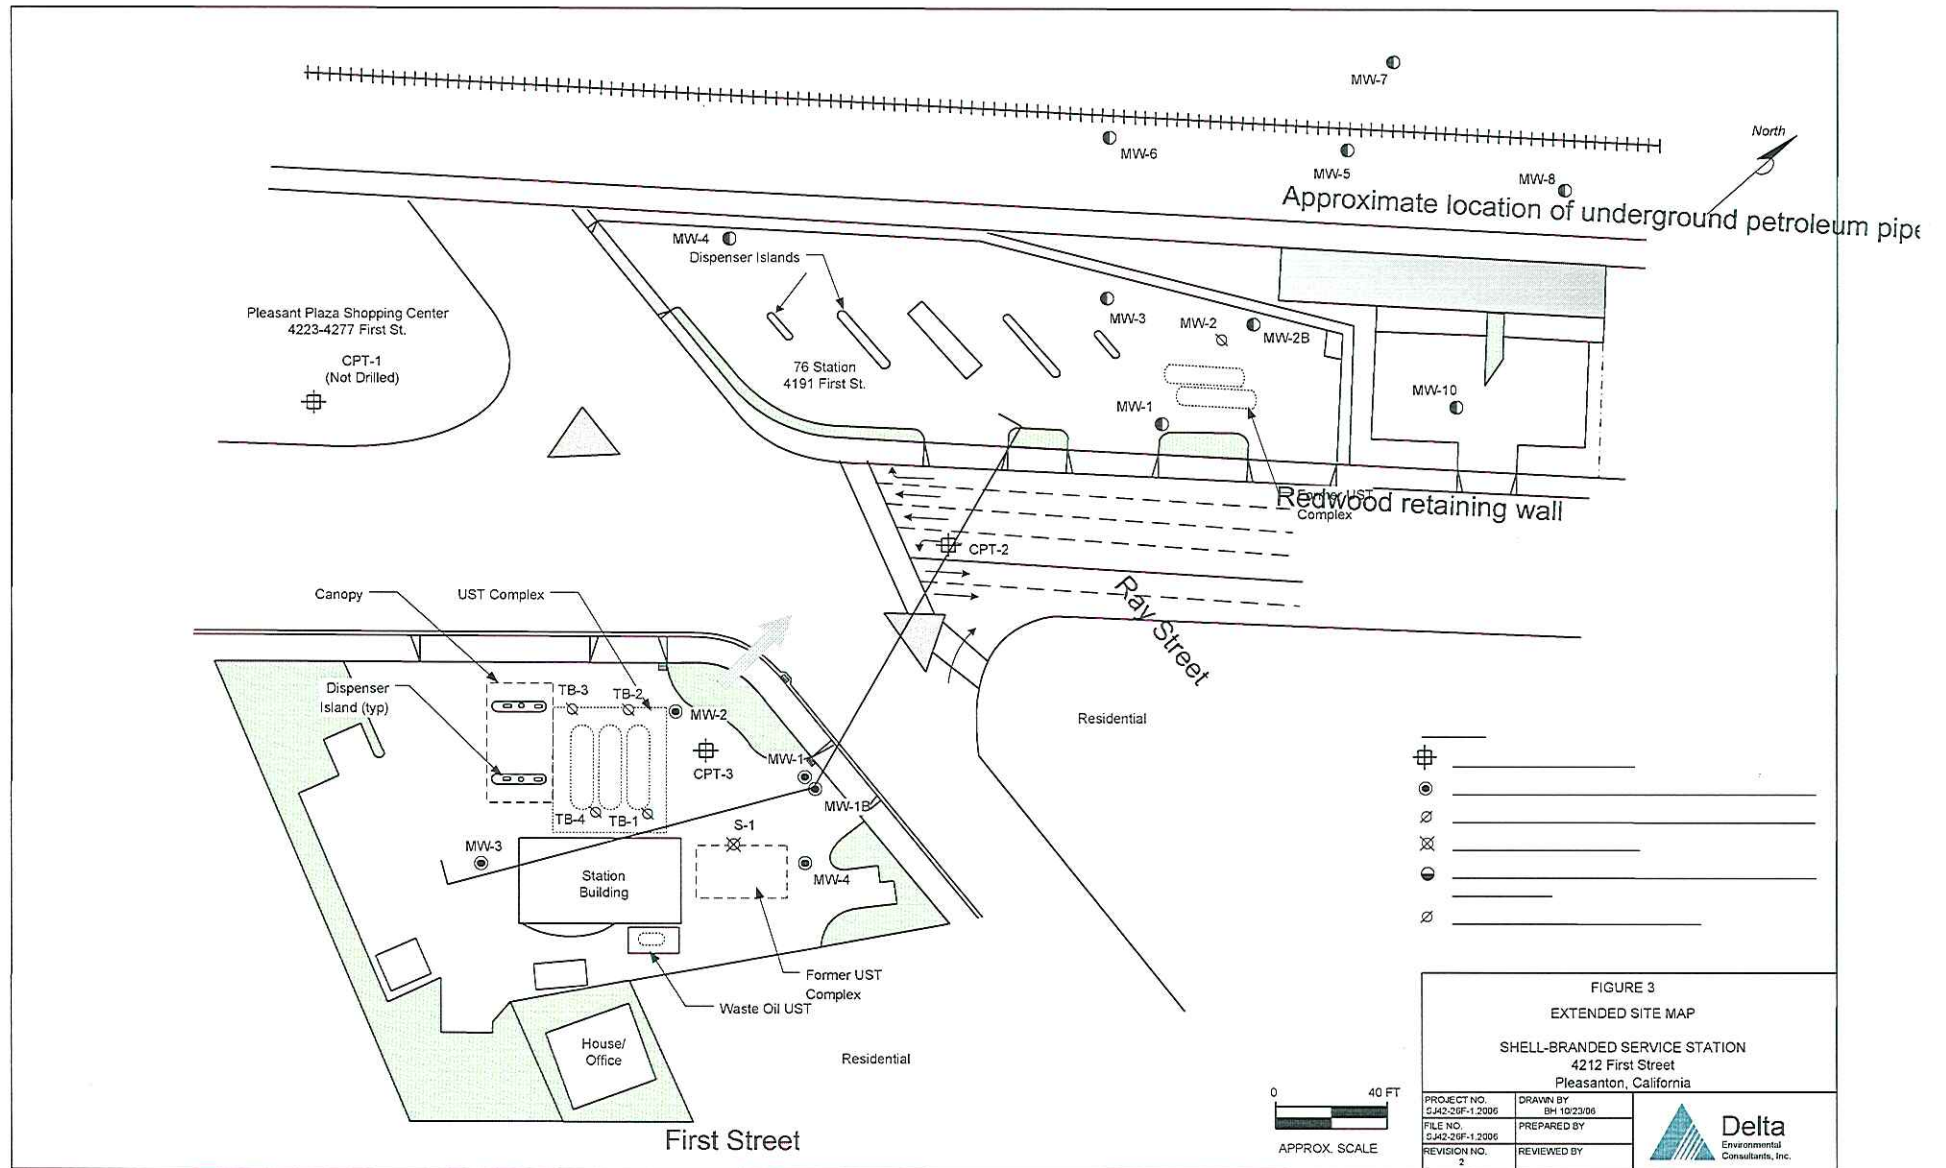 MW-7
MW-6
MW-5
MW-8
North
Approximate location of underground petroleum pipe
MW-4
Dispenser Islands
Pleasant Plaza Shopping Center
4223-4277 First St.
CPT-1
(Not Drilled)
MW-3
MW-2
MW-2B
76 Station
4191 First St.
MW-1
MW-10
Former UST
Complex
Redwood retaining wall
CPT-2
Ray Street
Canopy
UST Complex
Dispenser
Island (typ)
TB-3
TB-2
MW-2
CPT-3
MW-1
MW-1B
TB-4
TB-1
S-1
MW-3
MW-4
Station
Building
Residential
Former UST
Complex
Waste Oil UST
House/
Office
Residential
First Street
0 40 FT
APPROX. SCALE
FIGURE 3
EXTENDED SITE MAP
SHELL-BRANDED SERVICE STATION
4212 First Street
Pleasanton, California
PROJECT NO.
SJ42-26F-1.2006
DRAWN BY
BH 10/23/06
FILE NO.
SJ42-26F-1.2006
PREPARED BY
REVISION NO.
2
REVIEWED BY
Delta
Environmental
Consultants, Inc.